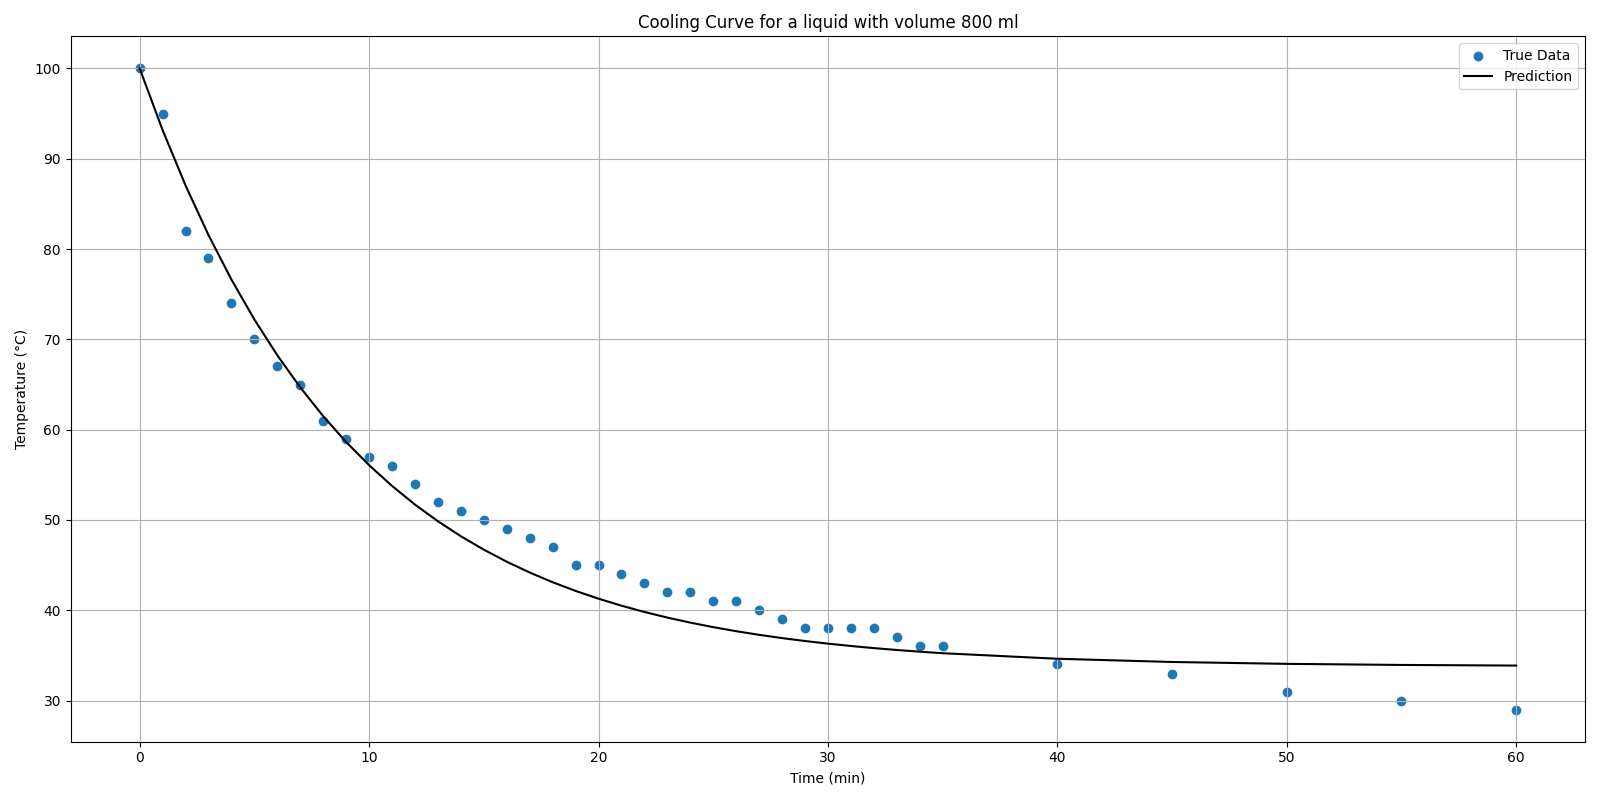 Cooling Curve for a liquid with volume 800 ml
True Data
Prediction
Temperature (°C)
100
90
80
70
60
50
40
30
0 10 20 30 40 50 60
Time (min)